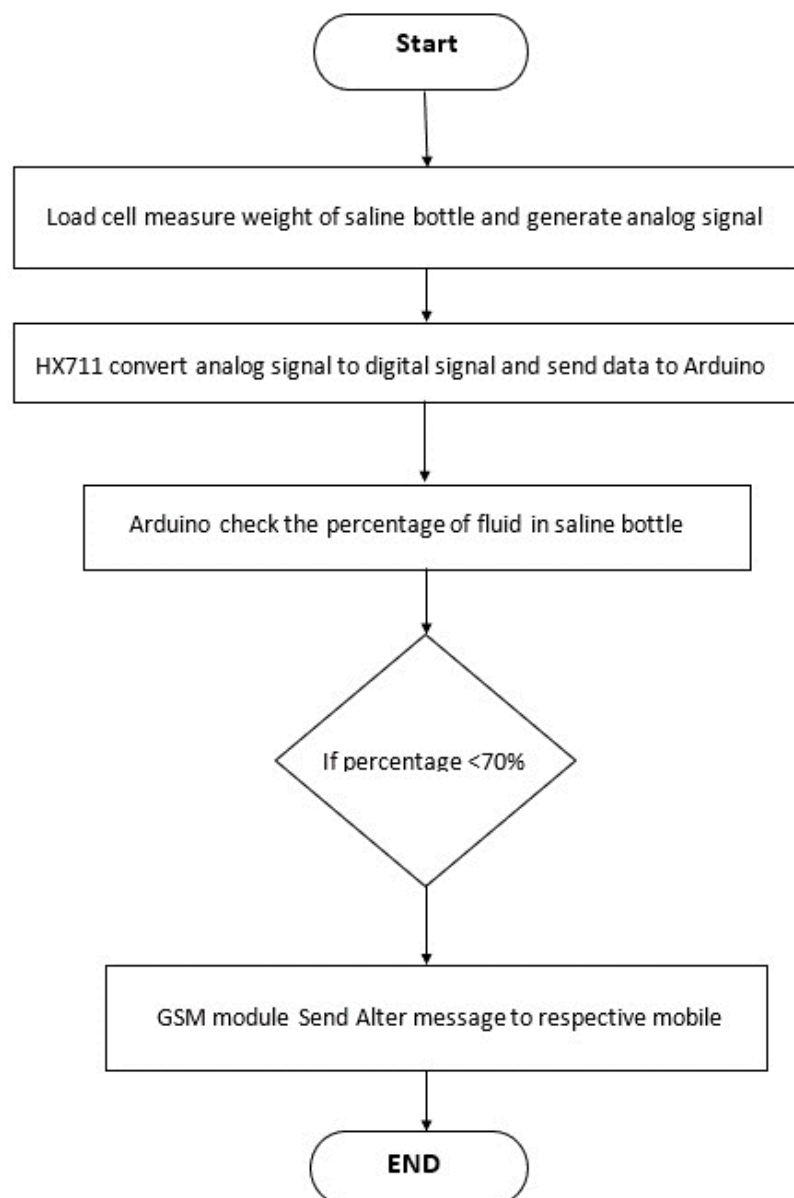 Start
Load cell measure weight of saline bottle and generate analog signal
HX711 convert analog signal to digital signal and send data to Arduino
Arduino check the percentage of fluid in saline bottle
If percentage <70%
GSM module Send Alter message to respective mobile
END